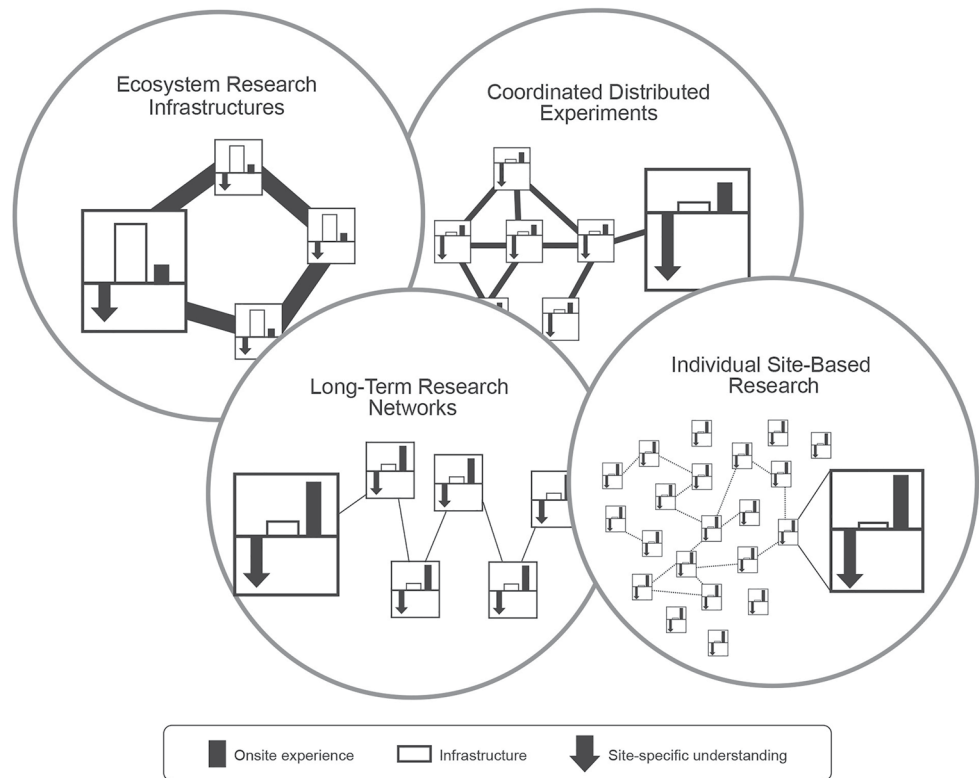 Ecosystem Research
Infrastructures
Coordinated Distributed
Experiments
Long-Term Research
Networks
Individual Site-Based
Research
Onsite experience
Infrastructure
Site-specific understanding